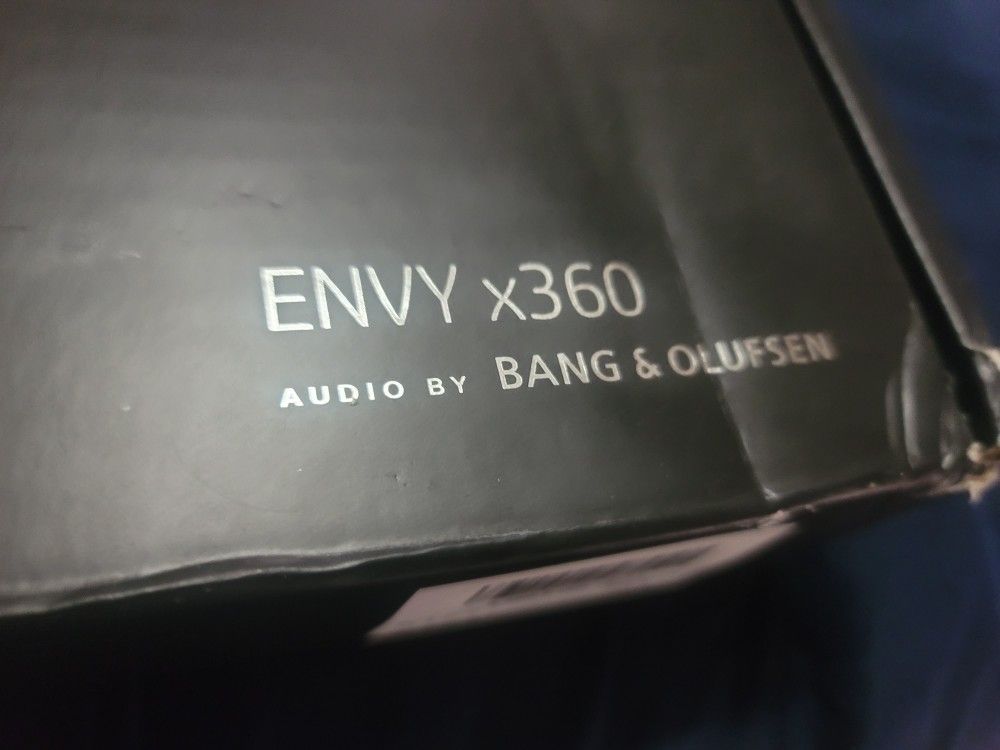 ENVY x360
AUDIO BY BANG & OLUFSEN